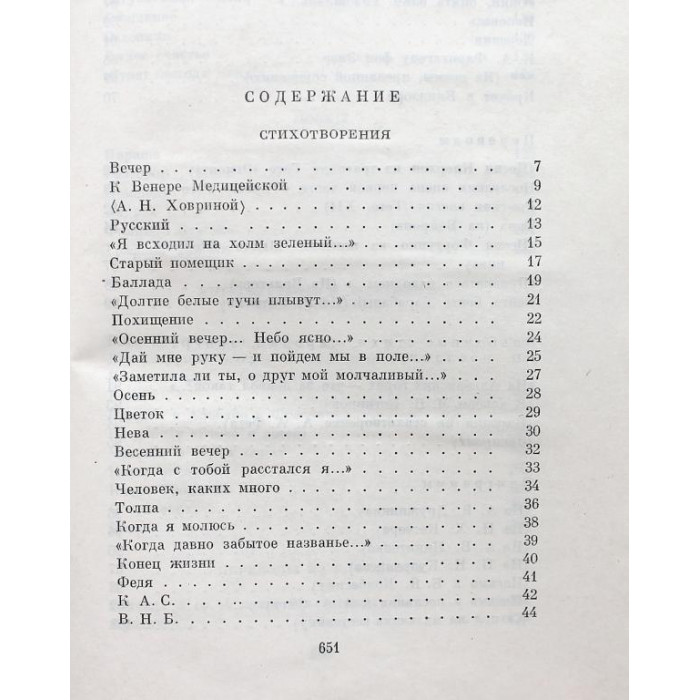 СОДЕРЖАНИЕ
СТИХОТВОРЕНИЯ
Вечер . . . . . . . . . . . . . . . . . . 7
К Венере Медицейской . . . . . . . . . . . 9
⟨А. Н. Ховриной⟩ . . . . . . . . . . . . . 12
Русский . . . . . . . . . . . . . . . . . 13
«Я всходил на холм зеленый...» . . . . . . . 15
Старый помещик . . . . . . . . . . . . . . 17
Баллада . . . . . . . . . . . . . . . . . 19
«Долгие белые тучи плывут...» . . . . . . . . 21
Похищение . . . . . . . . . . . . . . . . 22
«Осенний вечер... Небо ясно...» . . . . . . . 24
«Дай мне руку — и пойдем мы в поле...» . . . 25
«Заметила ли ты, о друг мой молчаливый...» . . 27
Осень . . . . . . . . . . . . . . . . . . 28
Цветок . . . . . . . . . . . . . . . . . 29
Нева . . . . . . . . . . . . . . . . . . 30
Весенний вечер . . . . . . . . . . . . . . 32
«Когда с тобой расстался я...» . . . . . . . 33
Человек, каких много . . . . . . . . . . . 34
Толпа . . . . . . . . . . . . . . . . . . 36
Когда я молюсь . . . . . . . . . . . . . . 38
«Когда давно забытое названье...» . . . . . . 39
Конец жизни . . . . . . . . . . . . . . . 40
Федя . . . . . . . . . . . . . . . . . . 41
К А. С. . . . . . . . . . . . . . . . . . 42
В. Н. Б. . . . . . . . . . . . . . . . . . 44
651